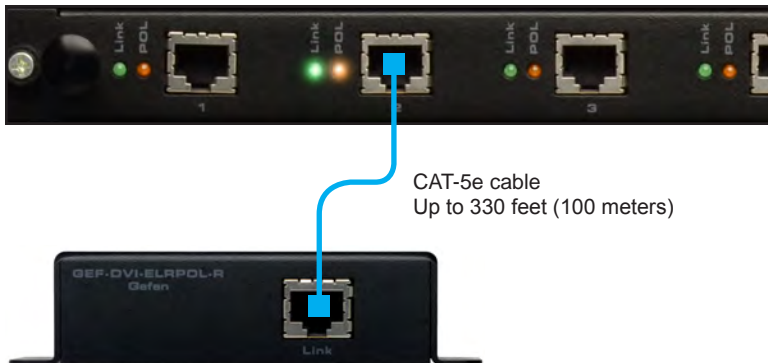 Link POL 1 Link POL 2 Link POL 3 Link POL
CAT-5e cable
Up to 330 feet (100 meters)
GEF-DVI-ELRPOL-R
Gefen
Link